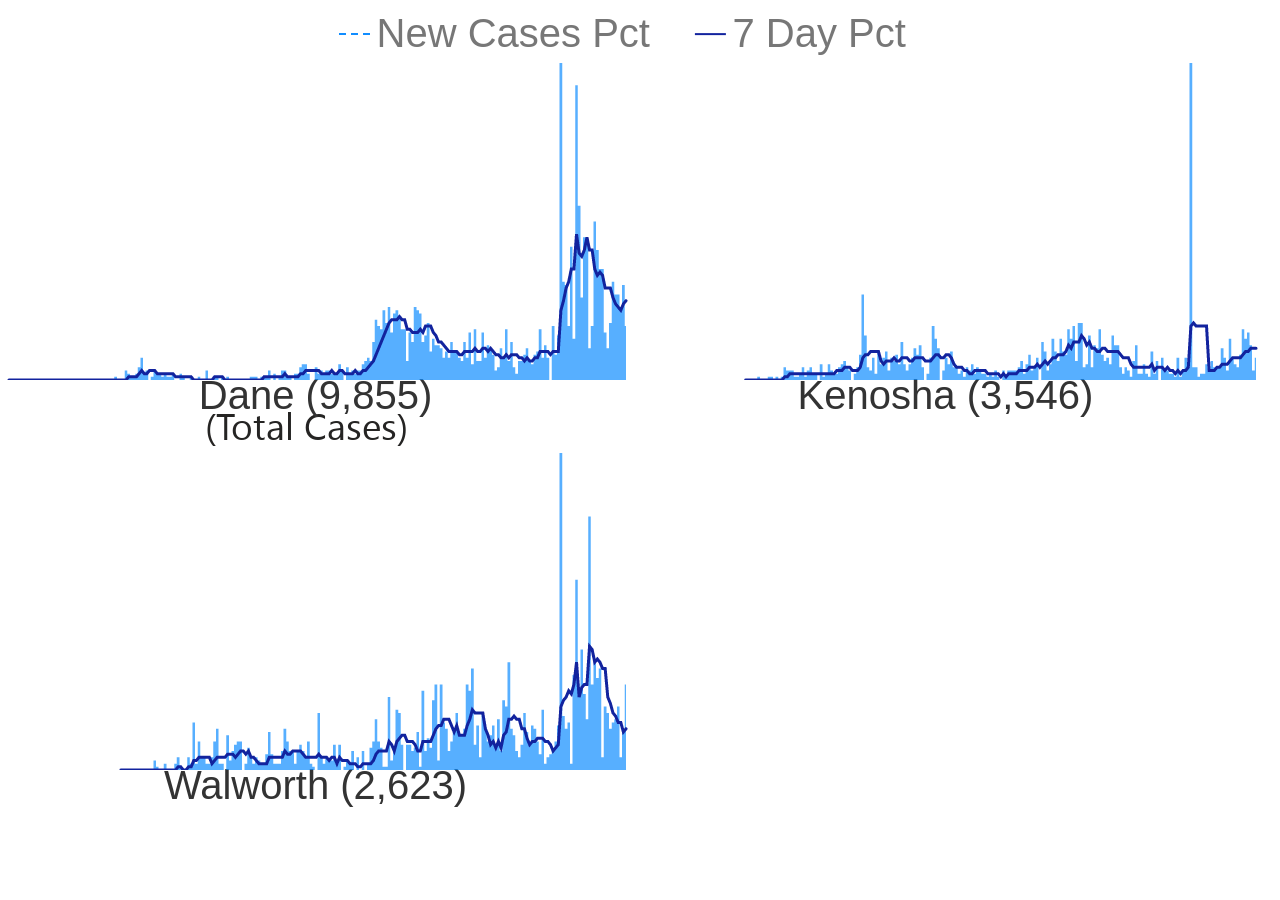 New Cases Pct 7 Day Pct
Dane (9,855) Kenosha (3,546)
(Total Cases)
Walworth (2,623)